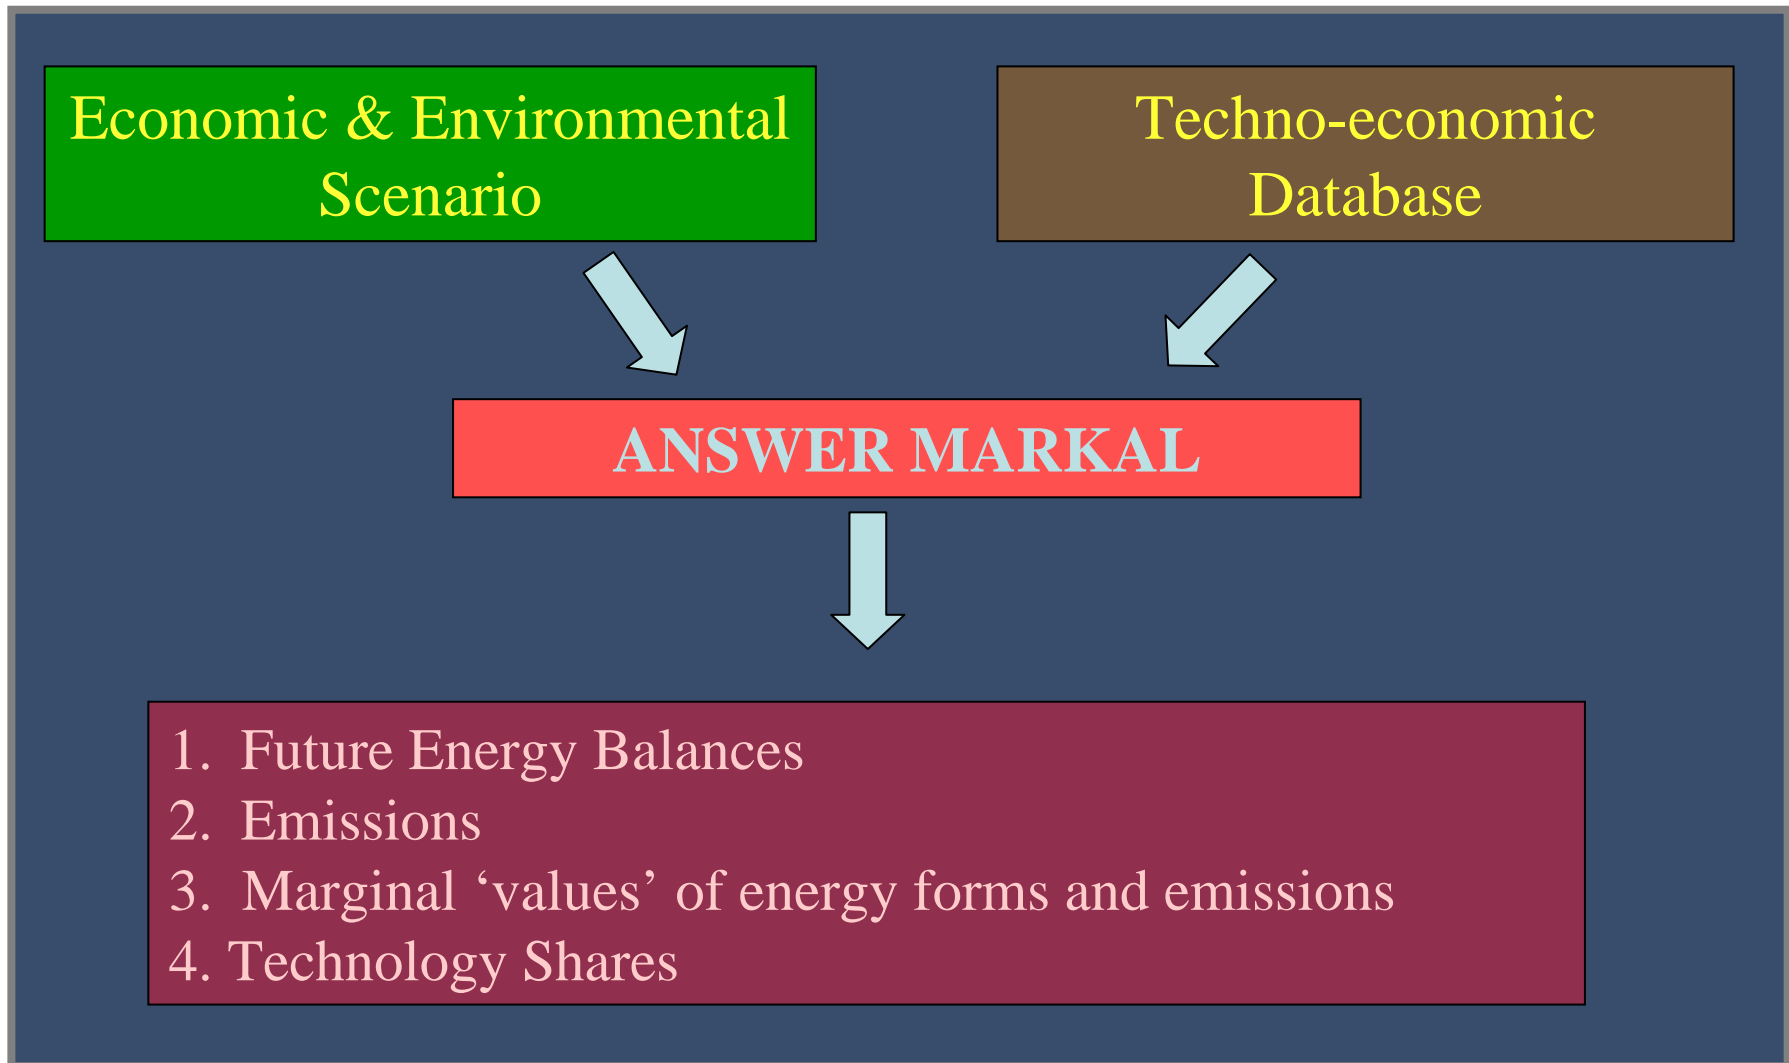 Economic & Environmental
Scenario
Techno-economic
Database
ANSWER MARKAL
1. Future Energy Balances
2. Emissions
3. Marginal ‘values’ of energy forms and emissions
4. Technology Shares